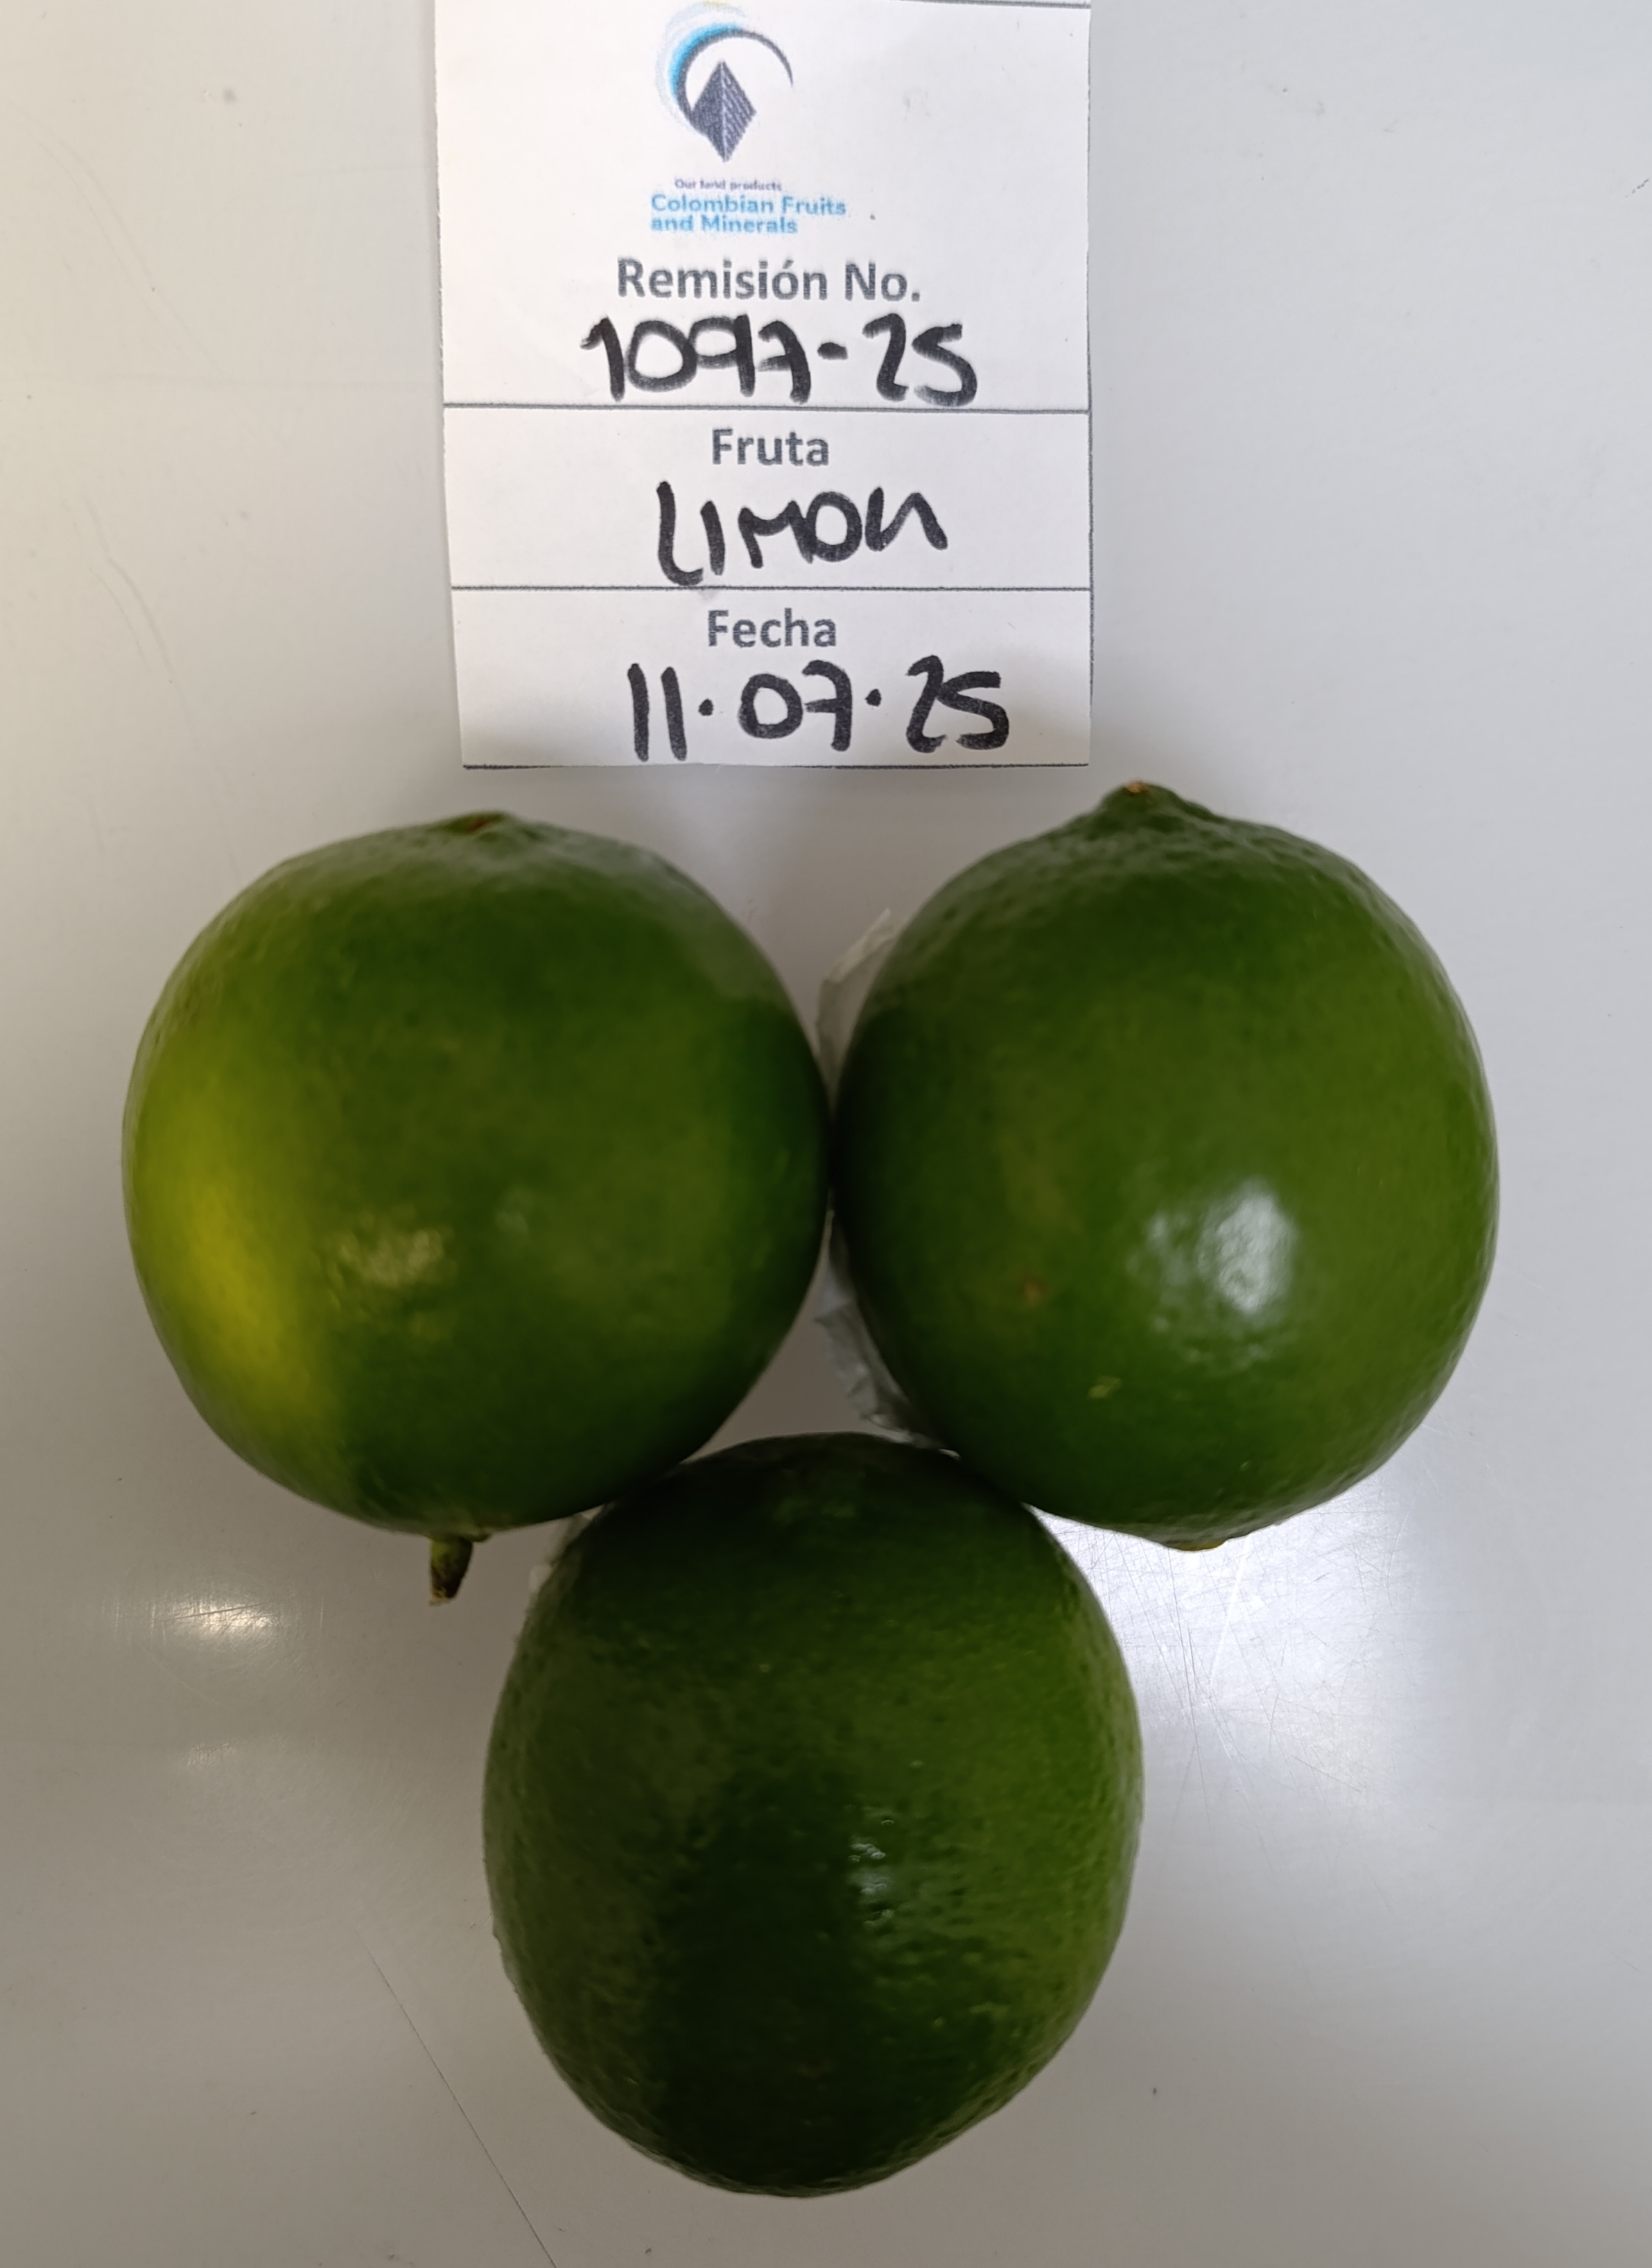 Our land products
Colombian Fruits
and Minerals
Remisión No.
1097-25
Fruta
LIMON
Fecha
11.07.25